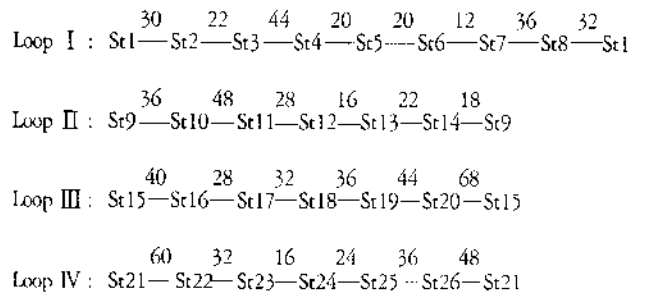 30 22 44 20 20 12 36 32
Loop I : St1—St2—St3—St4—St5—St6—St7—St8—St1
36 48 28 16 22 18
Loop II : St9—St10—St11—St12—St13—St14—St9
40 28 32 36 44 68
Loop III : St15—St16—St17—St18—St19—St20—St15
60 32 16 24 36 48
Loop IV : St21—St22—St23—St24—St25—St26—St21